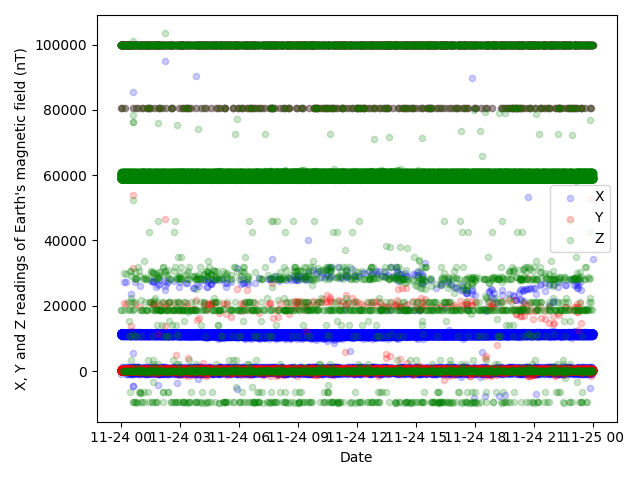 X, Y and Z readings of Earth's magnetic field (nT)
100000
80000
60000
40000
20000
0
X
Y
Z
11-24 00 11-24 03 11-24 06 11-24 09 11-24 12 11-24 15 11-24 18 11-24 21 11-25 00
Date